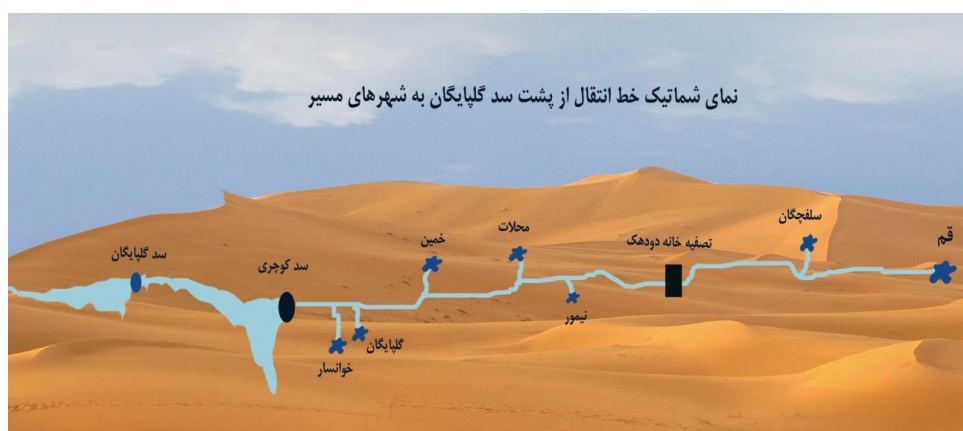 نمای شماتیک خط انتقال از پشت سد گلپایگان به شهرهای مسیر
قم
سلفچگان
تصفیه خانه دودهک
محلات
نیمور
خمین
گلپایگان
خوانسار
سد کوچری
سد گلپایگان